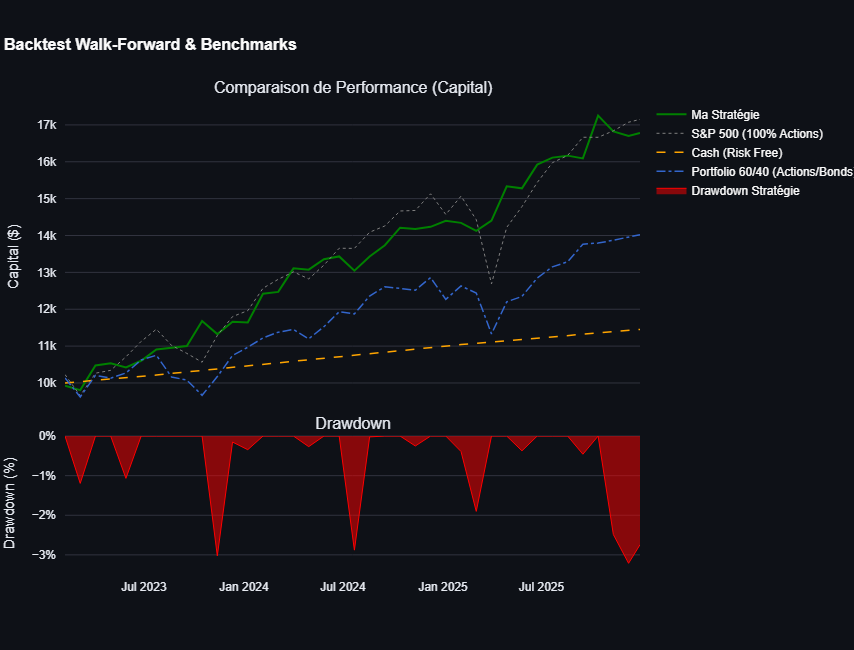 Backtest Walk-Forward & Benchmarks
Comparaison de Performance (Capital)
Ma Stratégie
S&P 500 (100% Actions)
Cash (Risk Free)
Portfolio 60/40 (Actions/Bonds
Drawdown Stratégie
Capital ($)
17k
16k
15k
14k
13k
12k
11k
10k
Drawdown
Drawdown (%)
0%
−1%
−2%
−3%
Jul 2023
Jan 2024
Jul 2024
Jan 2025
Jul 2025